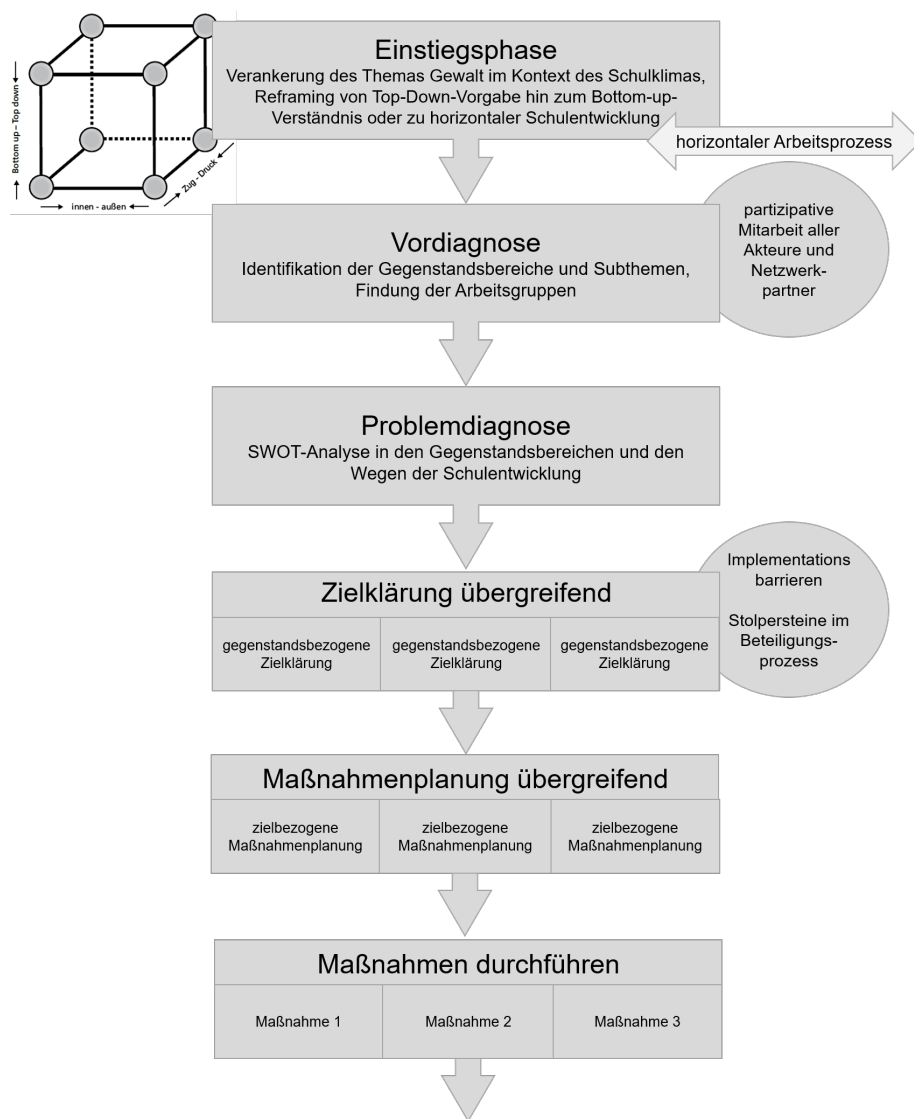 Bottom up – Top down
innen - außen
Zug - Druck
Einstiegsphase
Verankerung des Themas Gewalt im Kontext des Schulklimas,
Reframing von Top-Down-Vorgabe hin zum Bottom-up-
Verständnis oder zu horizontaler Schulentwicklung
horizontaler Arbeitsprozess
Vordiagnose
Identifikation der Gegenstandsbereiche und Subthemen,
Findung der Arbeitsgruppen
partizipative
Mitarbeit aller
Akteure und
Netzwerk-
partner
Problemdiagnose
SWOT-Analyse in den Gegenstandsbereichen und den
Wegen der Schulentwicklung
Zielklärung übergreifend
gegenstandsbezogene
Zielklärung
gegenstandsbezogene
Zielklärung
gegenstandsbezogene
Zielklärung
Implementations
barrieren
Stolpersteine im
Beteiligungs-
prozess
Maßnahmenplanung übergreifend
zielbezogene
Maßnahmenplanung
zielbezogene
Maßnahmenplanung
zielbezogene
Maßnahmenplanung
Maßnahmen durchführen
Maßnahme 1
Maßnahme 2
Maßnahme 3